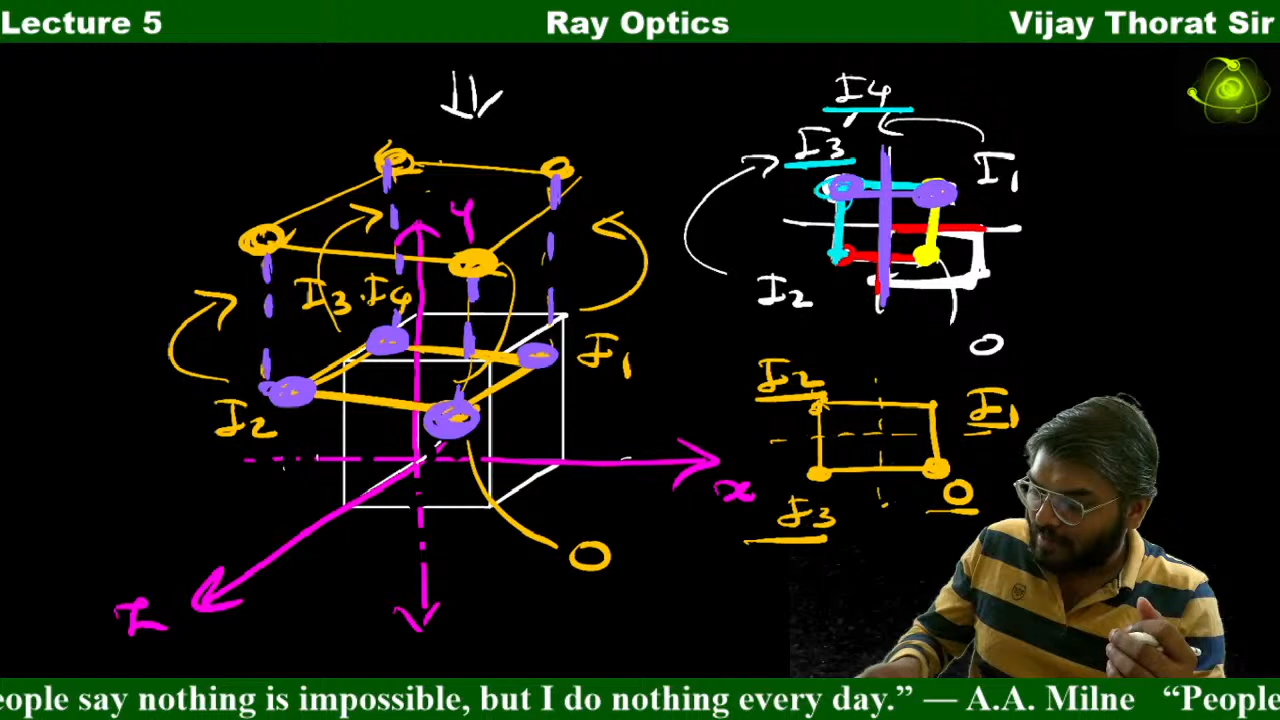 Lecture 5
Ray Optics
Vijay Thorat Sir
I4
I3
I1
I2
O
Y
I3 . I4
I1
I2
x
Z
O
I2
I1
O
I3
eople say nothing is impossible, but I do nothing every day.” — A.A. Milne “People